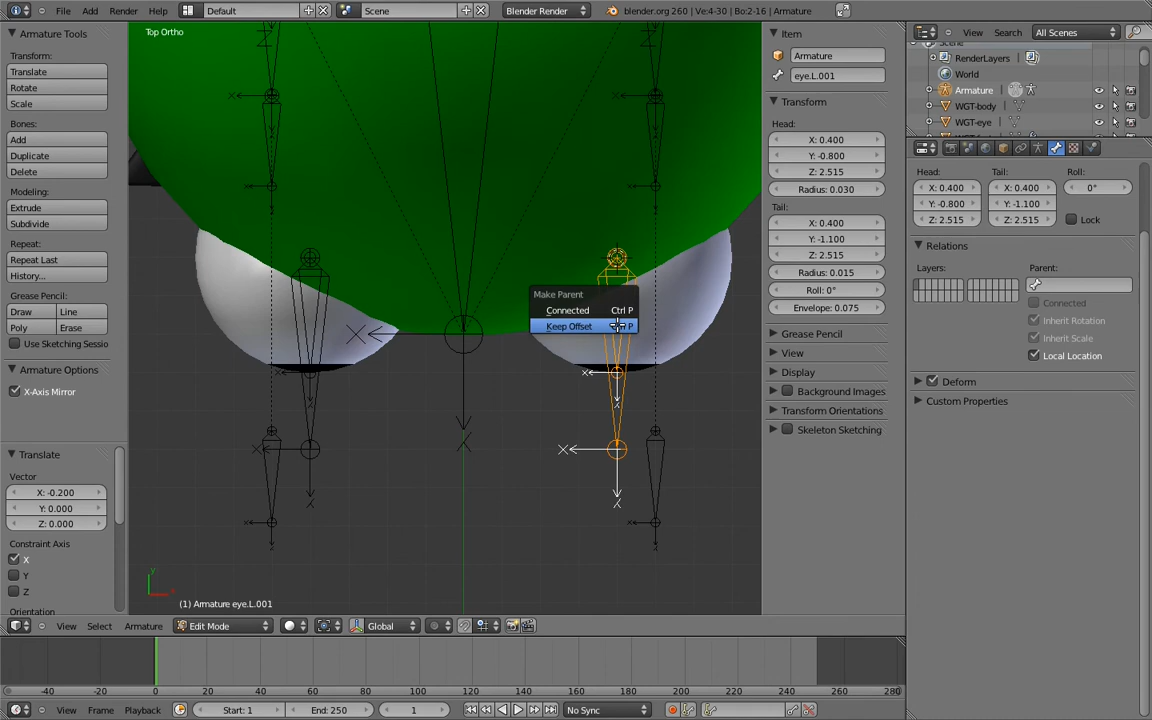 File Add Render Help
Default
Scene
Blender Render
blender.org 260 | Ve:4-30 | Bo:2-16 | Armature
Armature Tools
Transform:
Translate
Rotate
Scale
Bones:
Add
Duplicate
Delete
Modeling:
Extrude
Subdivide
Repeat:
Repeat Last
History...
Grease Pencil:
Draw Line
Poly Erase
Use Sketching Sessio
Armature Options
X-Axis Mirror
Translate
Vector
X: -0.200
Y: 0.000
Z: 0.000
Constraint Axis
X
Y
Z
Orientation
Top Ortho
Make Parent
Connected Ctrl P
Keep Offset P
(1) Armature eye.L.001
View Select Armature
Edit Mode
Global
Item
Armature
eye.L.001
Transform
Head:
X: 0.400
Y: -0.800
Z: 2.515
Radius: 0.030
Tail:
X: 0.400
Y: -1.100
Z: 2.515
Radius: 0.015
Roll: 0°
Envelope: 0.075
Grease Pencil
View
Display
Background Images
Transform Orientations
Skeleton Sketching
View Search All Scenes
RenderLayers
World
Armature
WGT-body
WGT-eye
Head: Tail: Roll:
X: 0.400 X: 0.400 0°
Y: -0.800 Y: -1.100 Lock
Z: 2.515 Z: 2.515
Relations
Layers: Parent:
Connected
Inherit Rotation
Inherit Scale
Local Location
Deform
Custom Properties
-40 -20 0 20 40 60 80 100 120 140 160 180 200 220 240 260 280
View Frame Playback
Start: 1
End: 250
1
No Sync